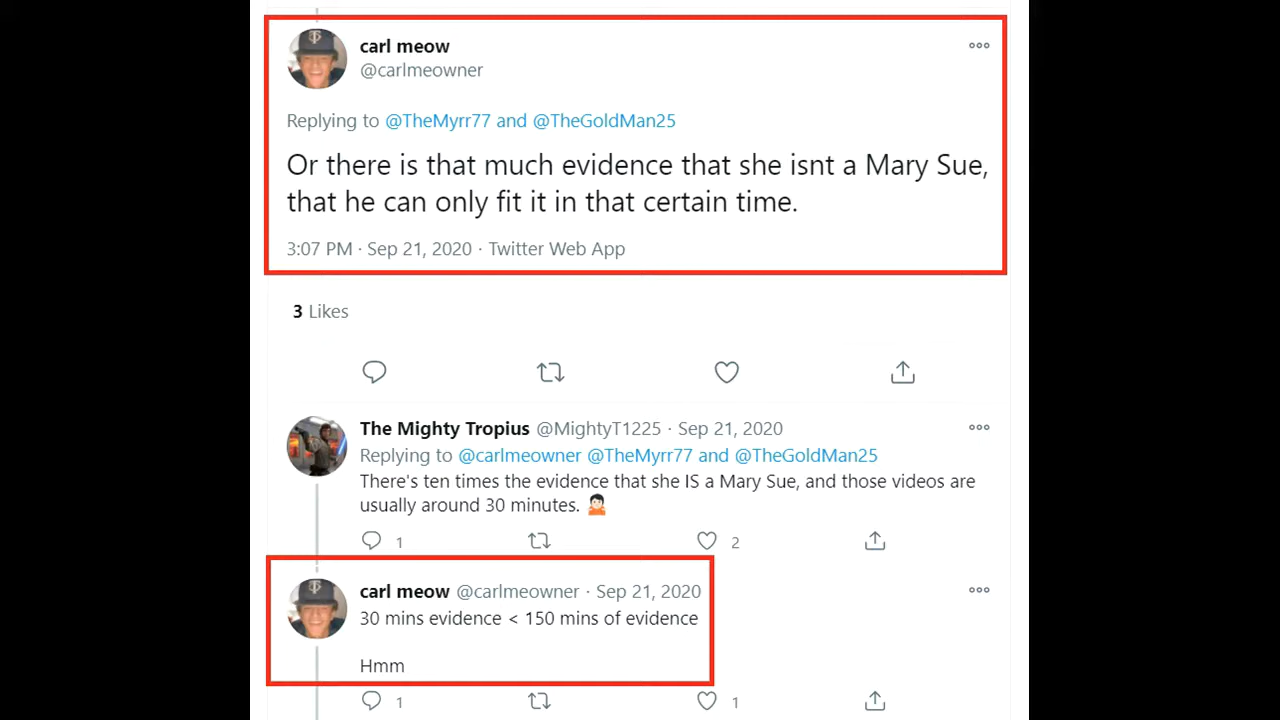 carl meow
@carlmeowner
Replying to @TheMyrr77 and @TheGoldMan25
Or there is that much evidence that she isnt a Mary Sue,
that he can only fit it in that certain time.
3:07 PM · Sep 21, 2020 · Twitter Web App
3 Likes
The Mighty Tropius @MightyT1225 · Sep 21, 2020
Replying to @carlmeowner @TheMyrr77 and @TheGoldMan25
There's ten times the evidence that she IS a Mary Sue, and those videos are
usually around 30 minutes. 🤷🏻
1 2
carl meow @carlmeowner · Sep 21, 2020
30 mins evidence < 150 mins of evidence
Hmm
1 1